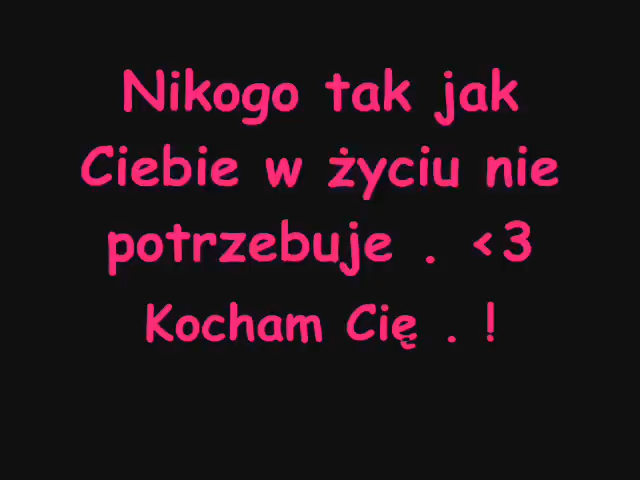 Nikogo tak jak
Ciebie w życiu nie
potrzebuje . <3
Kocham Cię . !